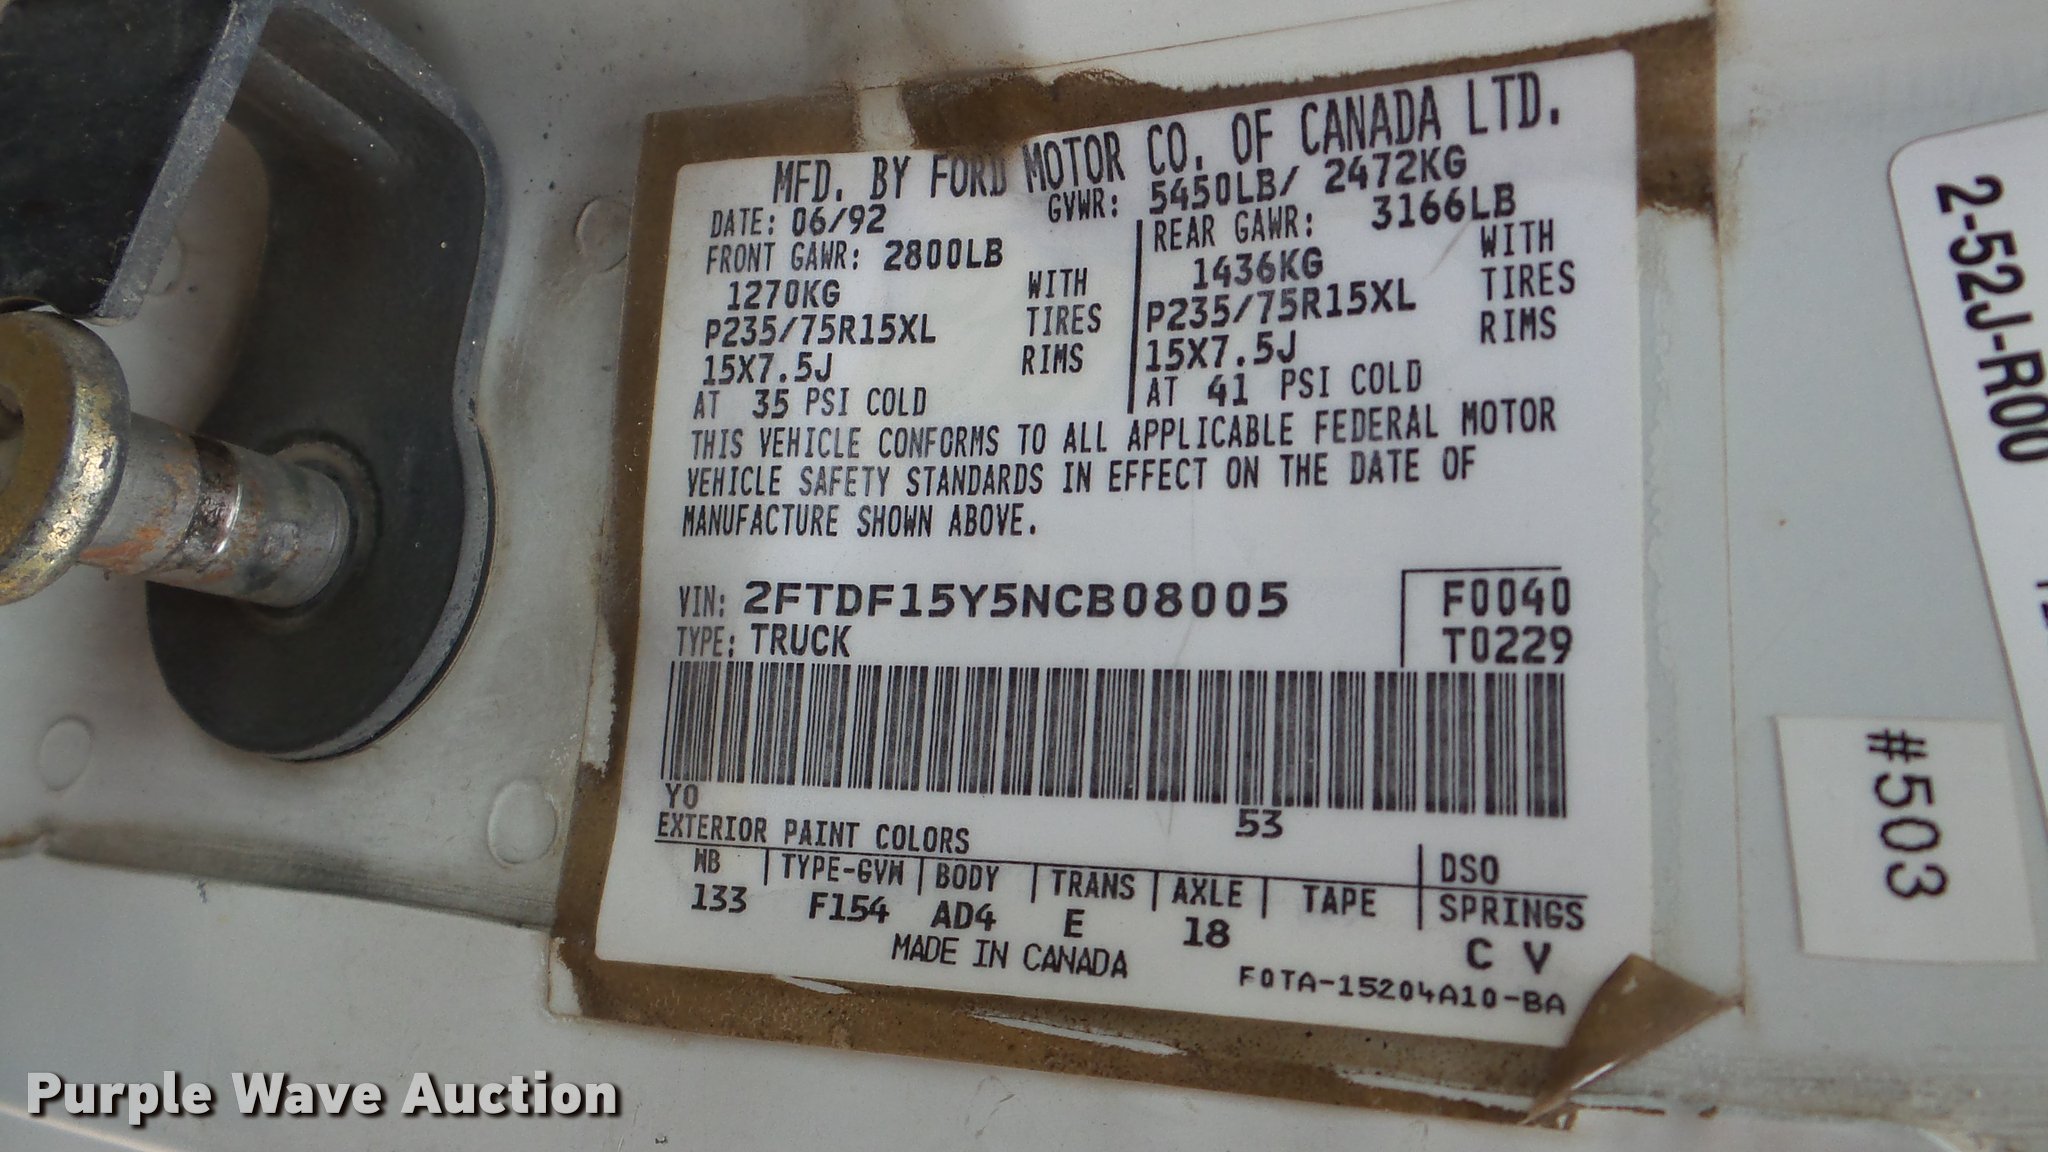 MFD. BY FORD MOTOR CO. OF CANADA LTD.
DATE: 06/92 GVWR: 5450LB/ 2472KG
FRONT GAWR: 2800LB
1270KG WITH
P235/75R15XL TIRES
15X7.5J RIMS
AT 35 PSI COLD
REAR GAWR: 3166LB
1436KG WITH
P235/75R15XL TIRES
15X7.5J RIMS
AT 41 PSI COLD
THIS VEHICLE CONFORMS TO ALL APPLICABLE FEDERAL MOTOR
VEHICLE SAFETY STANDARDS IN EFFECT ON THE DATE OF
MANUFACTURE SHOWN ABOVE.
VIN: 2FTDF15Y5NCB08005 F0040
TYPE: TRUCK T0229
YO 53
EXTERIOR PAINT COLORS DSO
WB TYPE-GVW BODY TRANS AXLE TAPE SPRINGS
133 F154 AD4 E 18 C V
MADE IN CANADA F0TA-15204A10-BA
2-52J-R00
#503
Purple Wave Auction